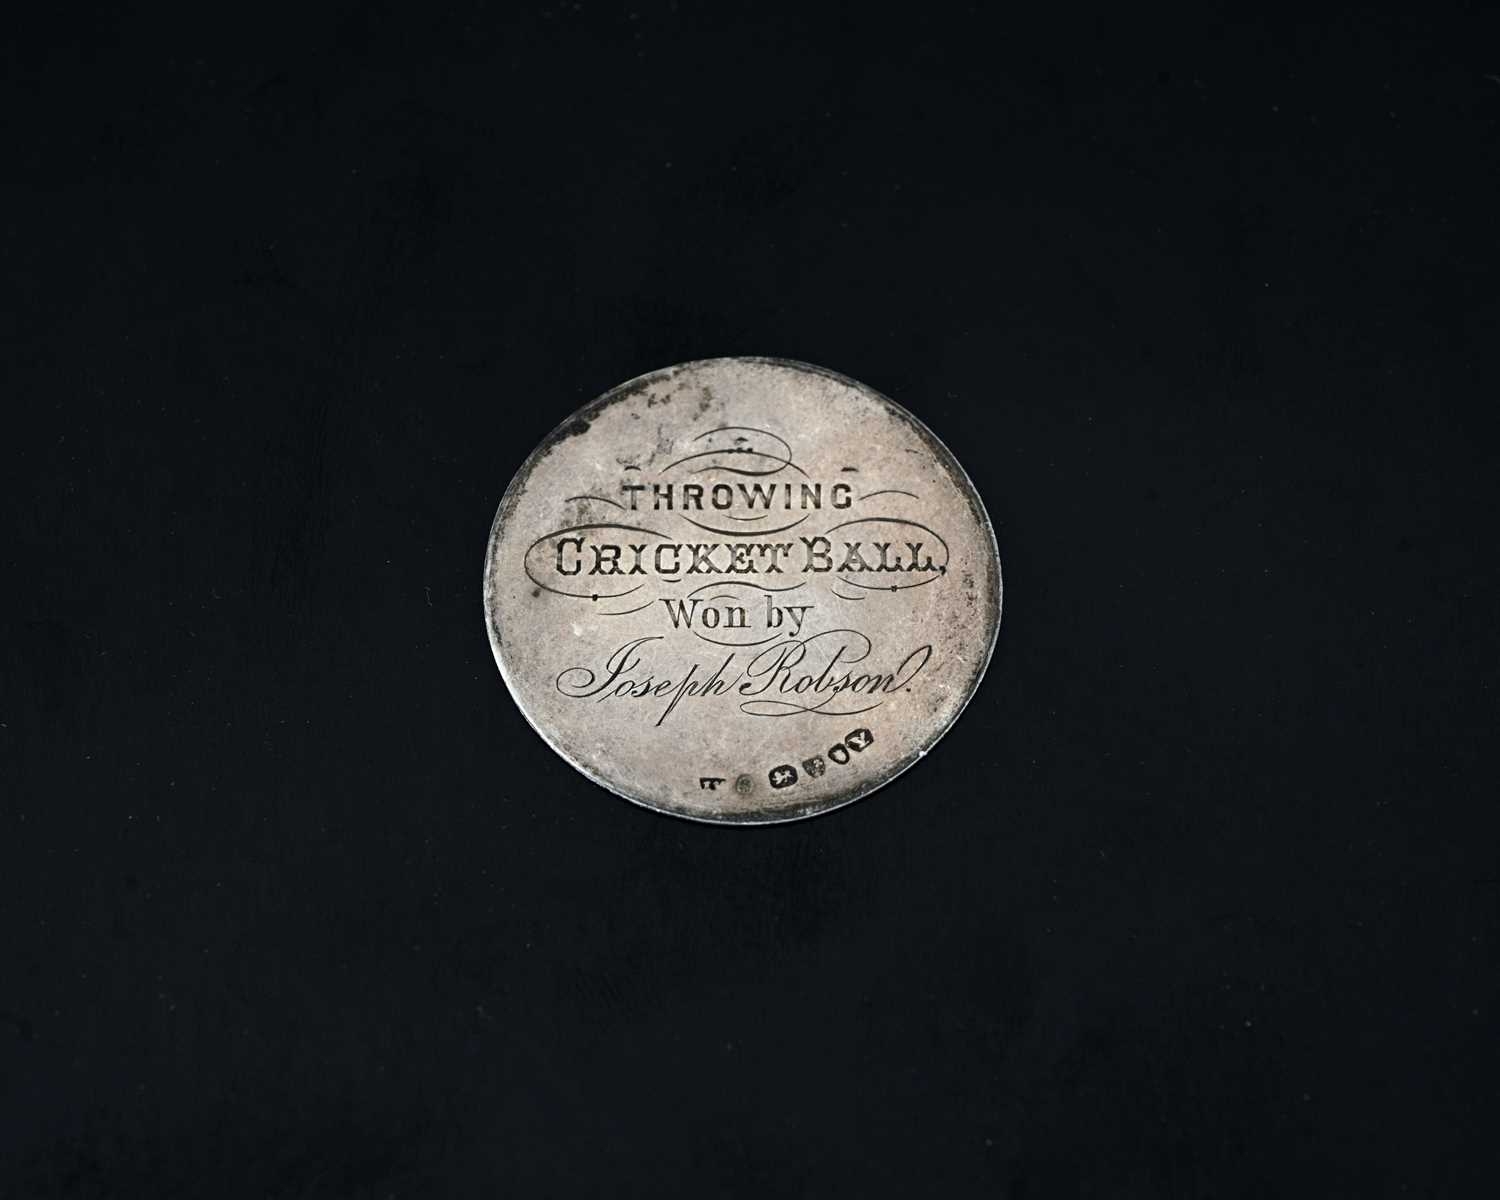 THROWING
CRICKET BALL,
Won by
Joseph Robson.